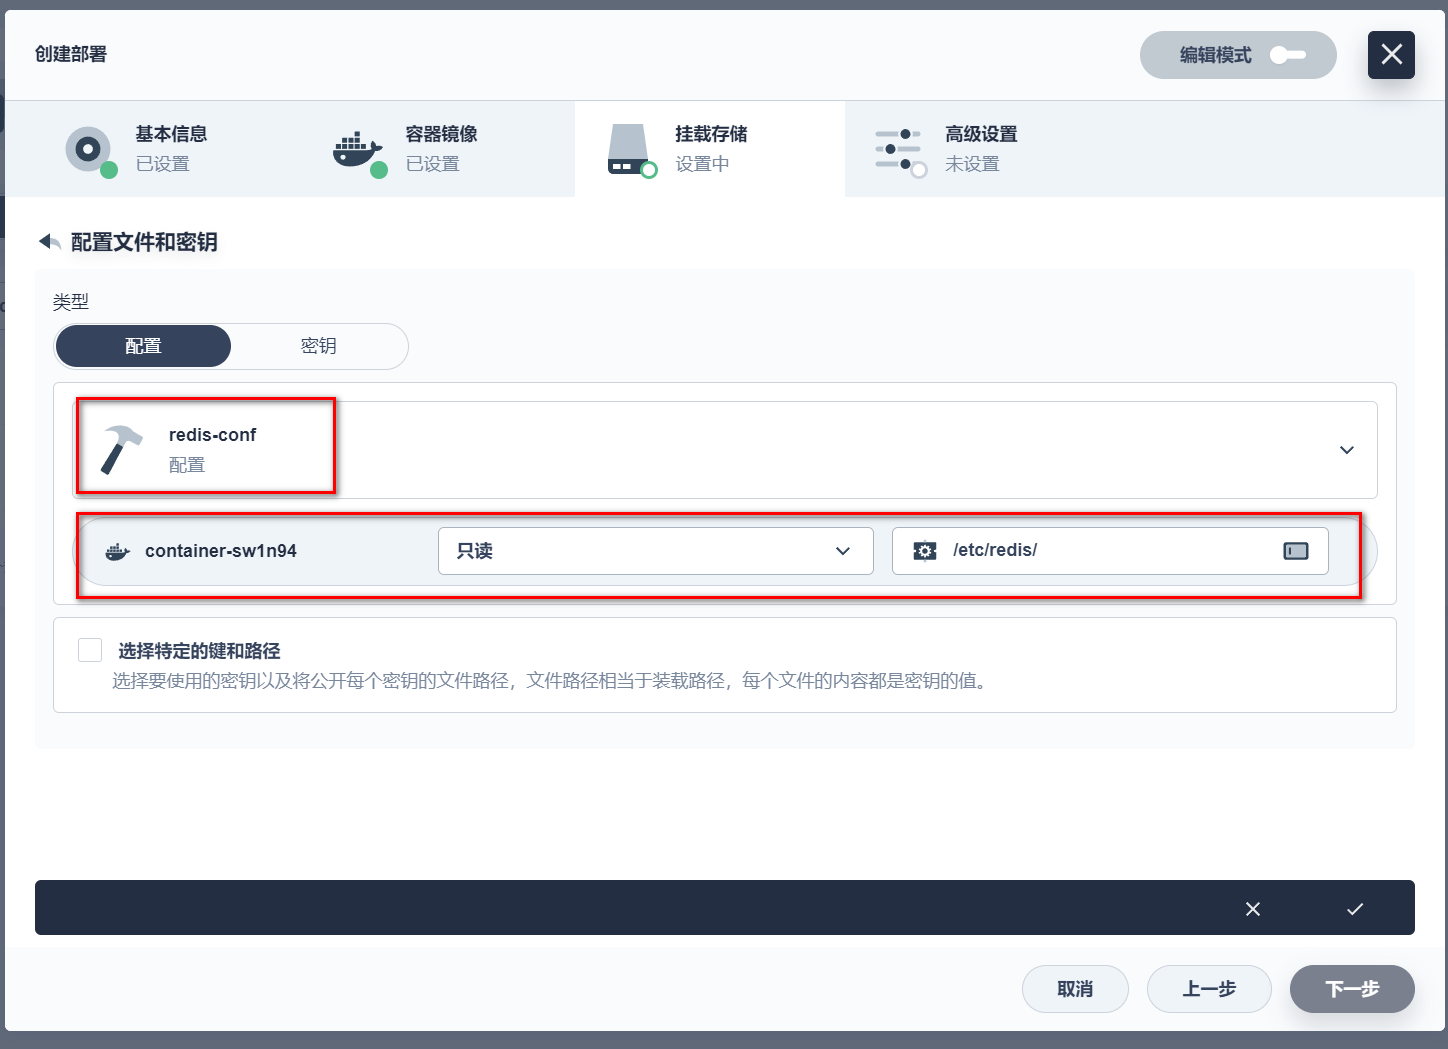 创建部署
编辑模式
基本信息
已设置
容器镜像
已设置
挂载存储
设置中
高级设置
未设置
配置文件和密钥
类型
配置
密钥
redis-conf
配置
container-sw1n94
只读
/etc/redis/
选择特定的键和路径
选择要使用的密钥以及将公开每个密钥的文件路径，文件路径相当于装载路径，每个文件的内容都是密钥的值。
取消
上一步
下一步